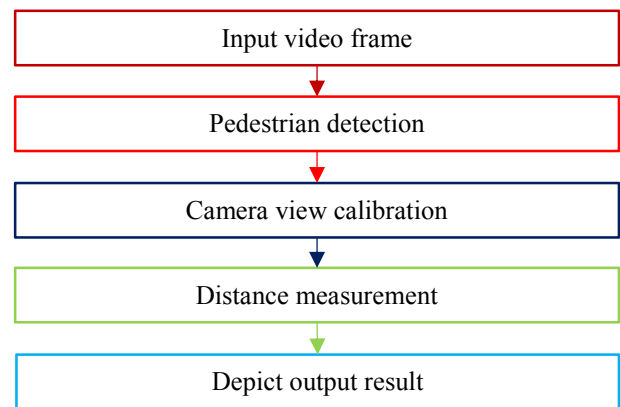 Input video frame
Pedestrian detection
Camera view calibration
Distance measurement
Depict output result